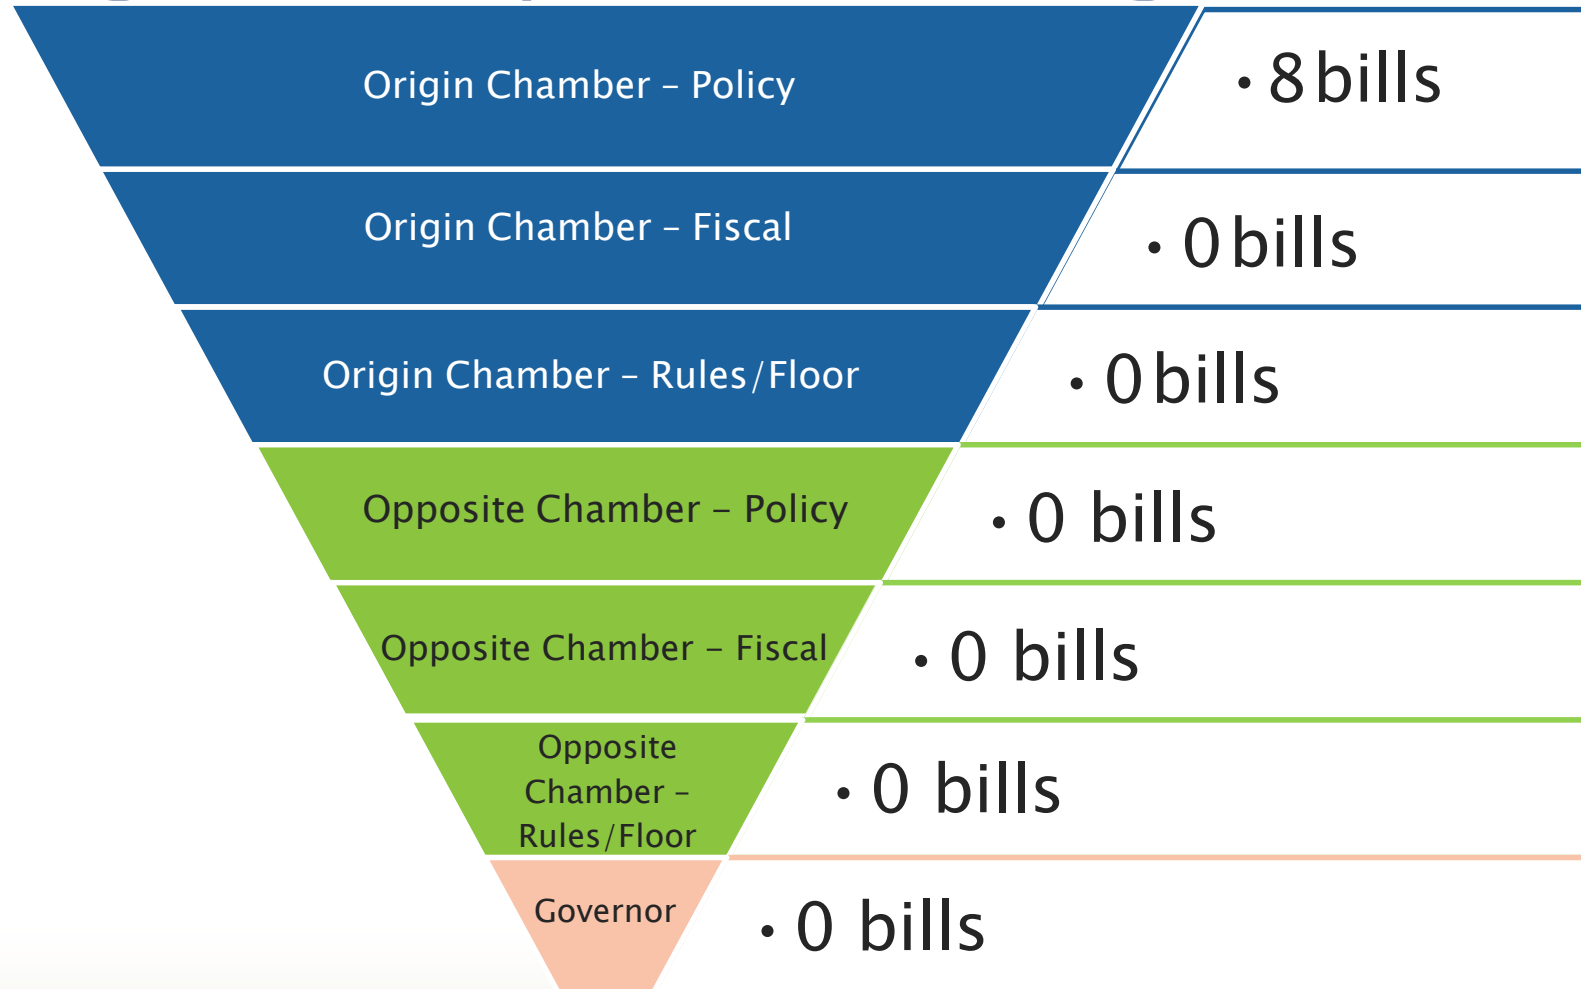 Origin Chamber – Policy
• 8 bills
Origin Chamber – Fiscal
• 0 bills
Origin Chamber – Rules/Floor
• 0 bills
Opposite Chamber – Policy
• 0 bills
Opposite Chamber – Fiscal
• 0 bills
Opposite
Chamber –
Rules/Floor
• 0 bills
Governor
• 0 bills